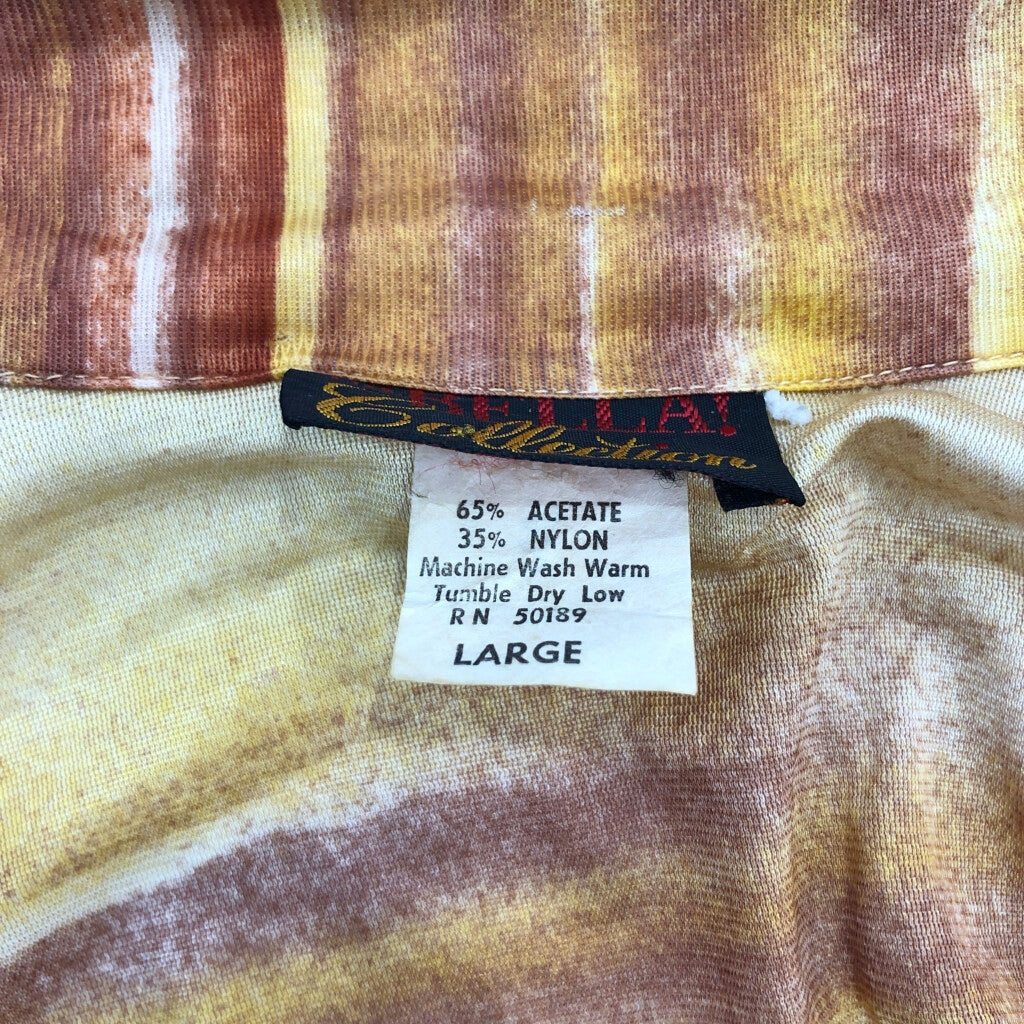 Collection
65% ACETATE
35% NYLON
Machine Wash Warm
Tumble Dry Low
RN 50189
LARGE